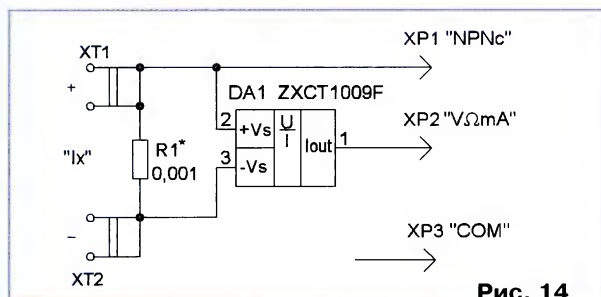 XT1
+
"Ix"
R1*
0,001
−
XT2
DA1 ZXCT1009F
2
+Vs
U
I
Iout
1
3
-Vs
XP1 "NPNc"
XP2 "VΩmA"
XP3 "COM"
Рис. 14